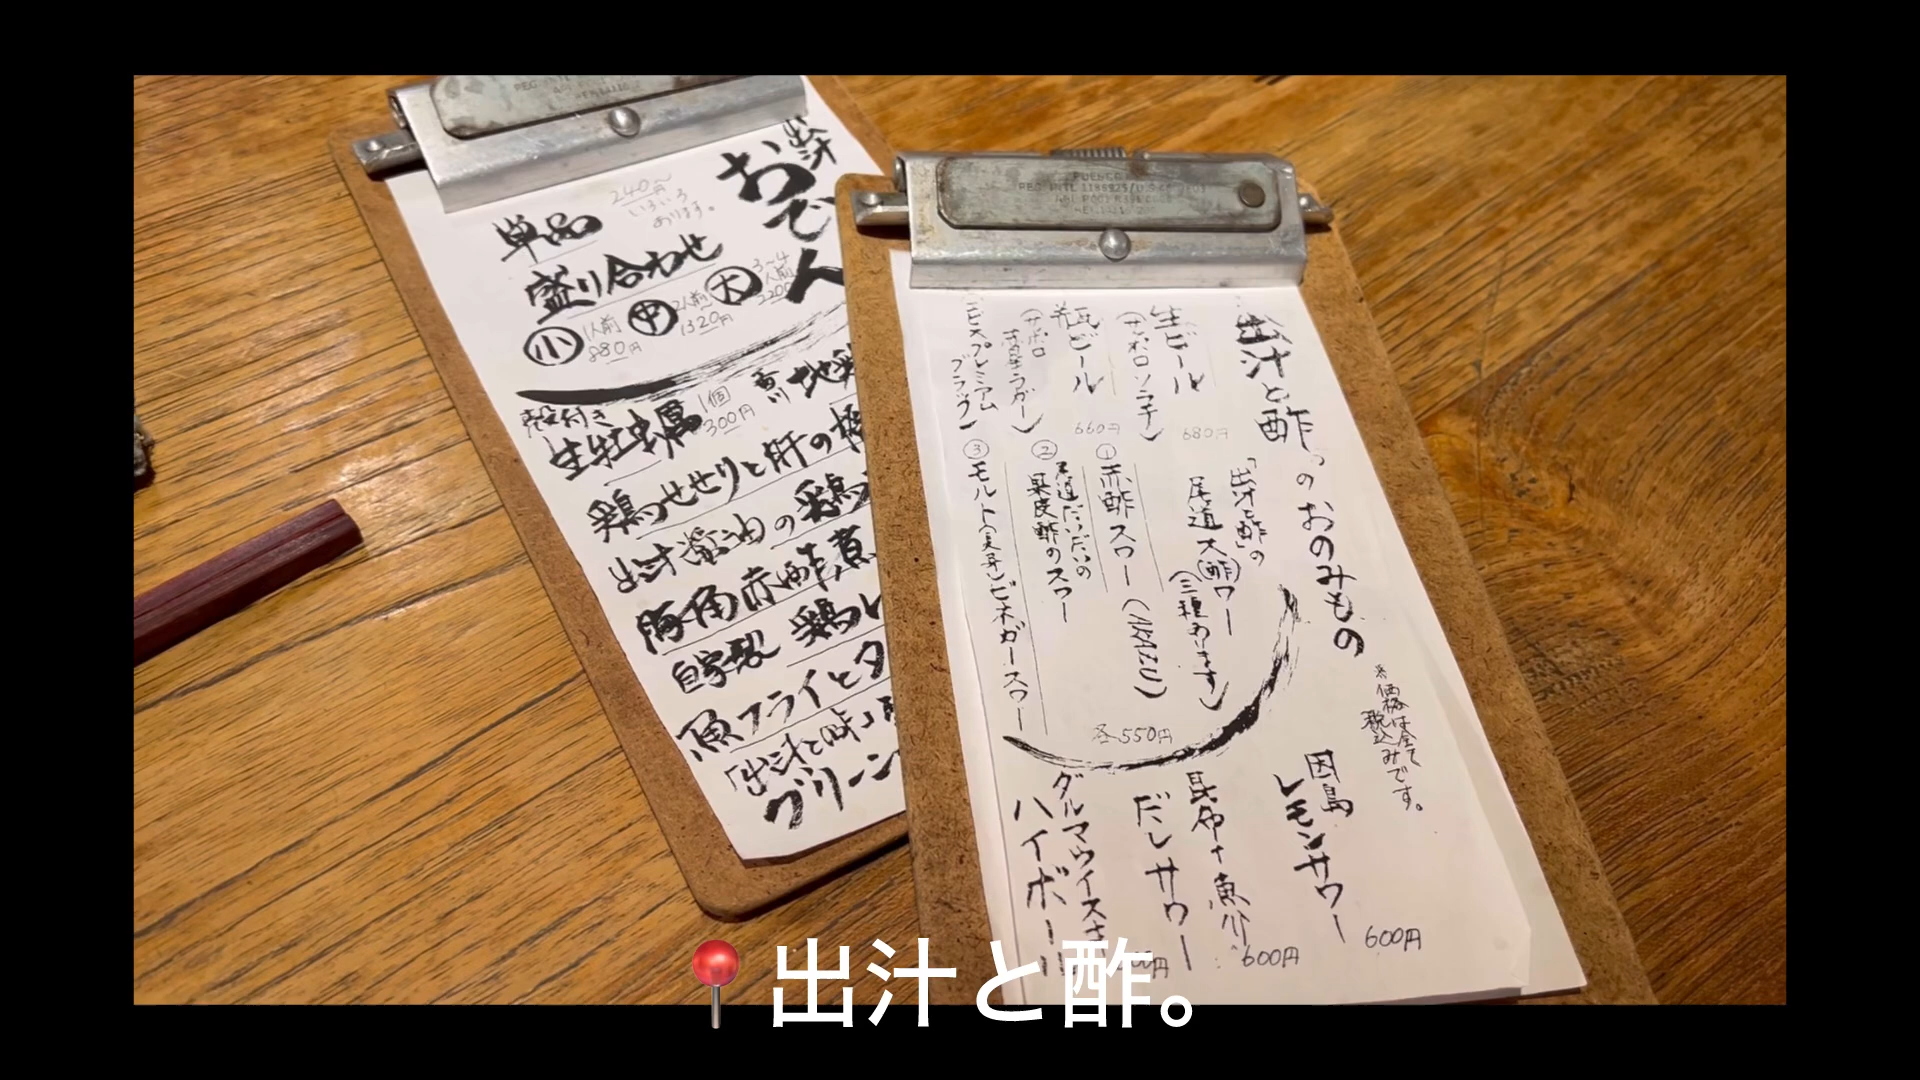 出汁
おでん
単品
240円〜
いろいろ
あります。
盛り合わせ
小 1人前 880円
中 2人前 1320円
大 3〜4人前
殻付き
生牡蠣 1個 300円
鶏せせりと肝の
出汁醤油の
豚角赤酢煮
自家製
魚フライと
「出汁と酢」
グリーン
出汁と酢。のおのみもの
※価格は全て
税込みです。
生ビール
(サッポロソラチ)
680円
瓶ビール
(サッポロ
赤星ラガー)
660円
ヱビスプレミアム
ブラック)
「出汁と酢」の
尾道大酢ワー
(三種あります)
①赤酢スワー
②尾道だいだいの
果皮酢のスワー
③モルト(麦芽)ビネガースワー
各550円
因島
レモンサワー
600円
昆布+魚介
だしサワー
600円
ダルマウイスキー
ハイボール
📍出汁と酢。